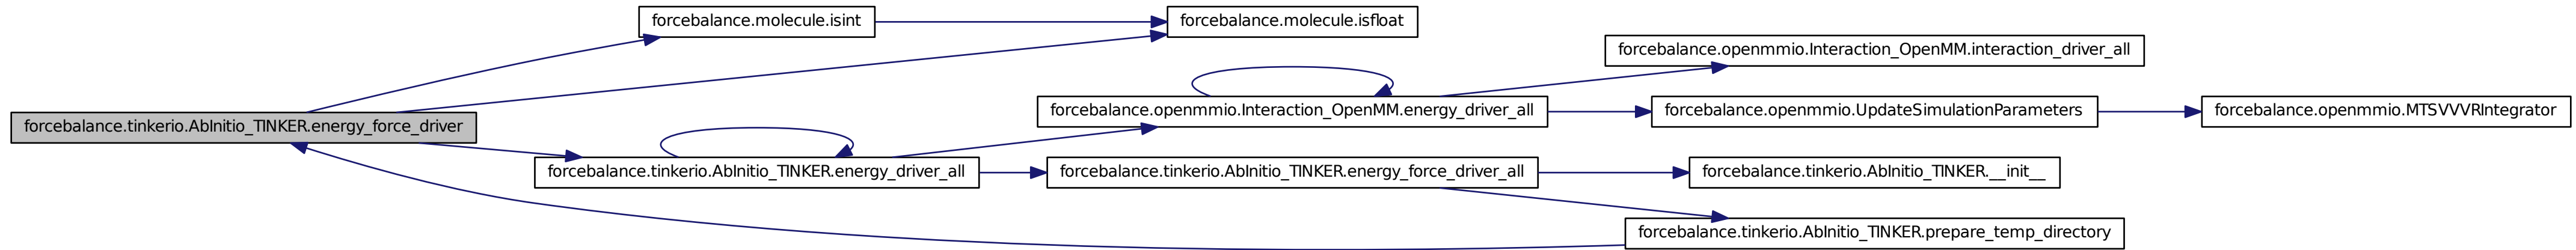 forcebalance.molecule.isint
forcebalance.molecule.isfloat
forcebalance.openmmio.Interaction_OpenMM.interaction_driver_all
forcebalance.openmmio.Interaction_OpenMM.energy_driver_all
forcebalance.openmmio.UpdateSimulationParameters
forcebalance.openmmio.MTSVVVRIntegrator
forcebalance.tinkerio.AbInitio_TINKER.energy_force_driver
forcebalance.tinkerio.AbInitio_TINKER.energy_driver_all
forcebalance.tinkerio.AbInitio_TINKER.energy_force_driver_all
forcebalance.tinkerio.AbInitio_TINKER.__init__
forcebalance.tinkerio.AbInitio_TINKER.prepare_temp_directory